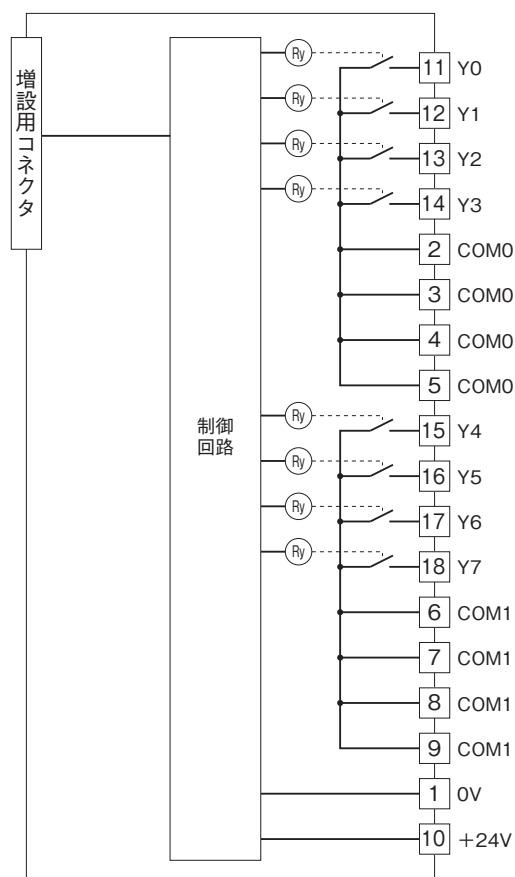 増設用コネクタ
制御
回路
Ry
11 Y0
Ry
12 Y1
Ry
13 Y2
Ry
14 Y3
2 COM0
3 COM0
4 COM0
5 COM0
Ry
15 Y4
Ry
16 Y5
Ry
17 Y6
Ry
18 Y7
6 COM1
7 COM1
8 COM1
9 COM1
1 0V
10 +24V